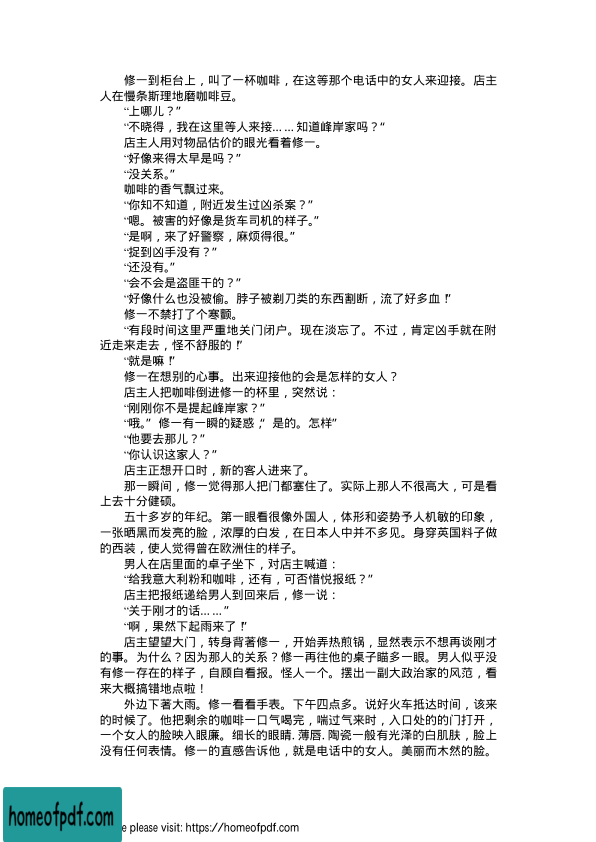 修一到柜台上，叫了一杯咖啡，在这等那个电话中的女人来迎接。店主
人在慢条斯理地磨咖啡豆。
“上哪儿？”
“不晓得，我在这里等人来接……知道峰岸家吗？“
店主人用对物品估价的眼光看着修一。
“好像来得太早是吗？”
“没关系。”
咖啡的香气飘过来。
“你知不知道，附近发生过凶杀案？”
“嗯。被害的好像是货车司机的样子。”
“是啊，来了好警察，麻烦得很。”
“捉到凶手没有？”
“还没有。”
“会不会是盗匪干的？”
“好像什么也没被偷。脖子被剃刀类的东西割断，流了好多血！”
修一不禁打了个寒颤。
“有段时间这里严重地关门闭户。现在淡忘了。不过，肯定凶手就在附
近走来走去，怪不舒服的！”
“就是嘛！”
修一在想别的心事。出来迎接他的会是怎样的女人？
店主人把咖啡倒进修一的杯里，突然说：
“刚刚你不是提起峰岸家？”
“哦。”修一有一瞬的疑惑，“是的。怎样”
“他要去那儿？”
“你认识这家人？”
店主正想开口时，新的客人进来了。
那一瞬间，修一觉得那人把门都塞住了。实际上那人不很高大，可是看
上去十分健硕。
五十多岁的年纪。第一眼看很像外国人，体形和姿势予人机敏的印象，
一张晒黑而发亮的脸，浓厚的白发，在日本人中并不多见。身穿英国料子做
的西装，使人觉得曾在欧洲住的样子。
男人在店里面的桌子坐下，对店主喊道：
“给我意大利粉和咖啡，还有，可否惜悦报纸？”
店主把报纸递给男人到回来后，修一说：
“关于刚才的话……”
“啊，果然下起雨来了！”
店主望望大门，转身背著修一，开始弄热煎锅，显然表示不想再谈刚才
的事。为什么？因为那人的关系？修一再往他的桌子瞄多一眼。男人似乎没
有修一存在的样子，自顾自看报。怪人一个。摆出一副大政治家的风范，看
来大概搞错地点啦！
外边下著大雨。修一看看手表。下午四点多。说好火车抵达时间，该来
的时候了。他把剩余的咖啡一口气喝完，喘过气来时，入口处的的门打开，
一个女人的脸映入眼廉。细长的眼睛.薄唇.陶瓷一般有光泽的白肌肤，脸上
没有任何表情。修一的直感告诉他，就是电话中的女人。美丽而木然的脸。
homeofpdf.com
e please visit: https://homeofpdf.com